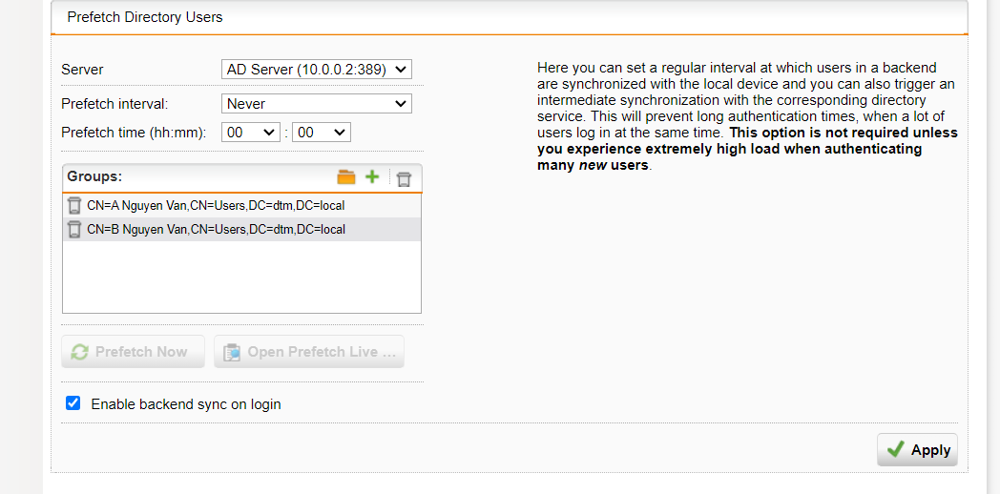 Prefetch Directory Users
Server
AD Server (10.0.0.2:389)
Prefetch interval:
Never
Prefetch time (hh:mm):
00 : 00
Groups:
CN=A Nguyen Van,CN=Users,DC=dtm,DC=local
CN=B Nguyen Van,CN=Users,DC=dtm,DC=local
Prefetch Now
Open Prefetch Live ...
Enable backend sync on login
Here you can set a regular interval at which users in a backend
are synchronized with the local device and you can also trigger an
intermediate synchronization with the corresponding directory
service. This will prevent long authentication times, when a lot of
users log in at the same time. This option is not required unless
you experience extremely high load when authenticating
many new users.
Apply